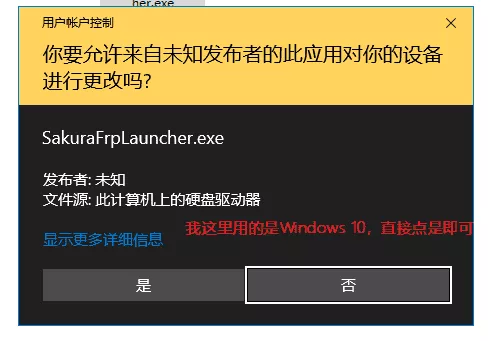 her.exe
用户帐户控制
你要允许来自未知发布者的此应用对你的设备
进行更改吗?
SakuraFrpLauncher.exe
发布者: 未知
文件源: 此计算机上的硬盘驱动器
我这里用的是Windows 10，直接点是即可
显示更多详细信息
是
否